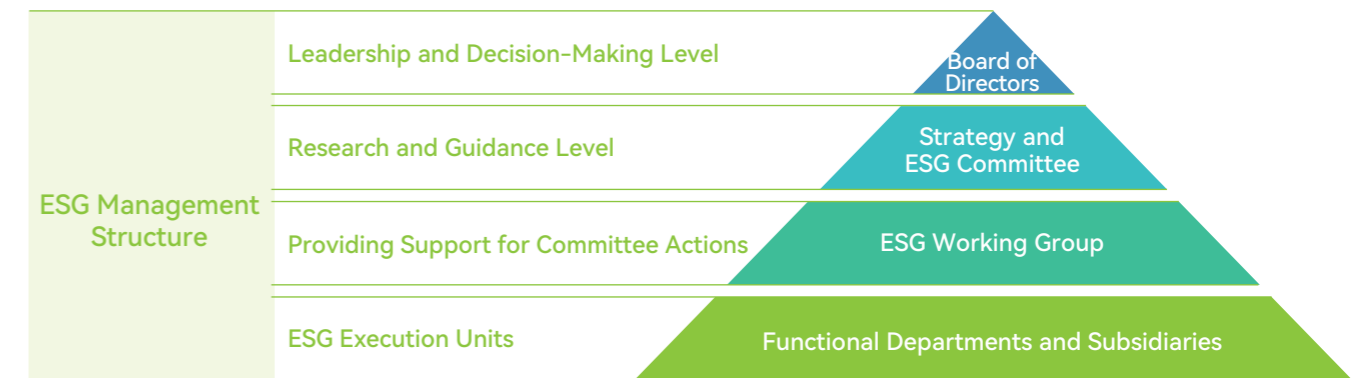 ESG Management
Structure
Leadership and Decision-Making Level
Board of
Directors
Research and Guidance Level
Strategy and
ESG Committee
Providing Support for Committee Actions
ESG Working Group
ESG Execution Units
Functional Departments and Subsidiaries